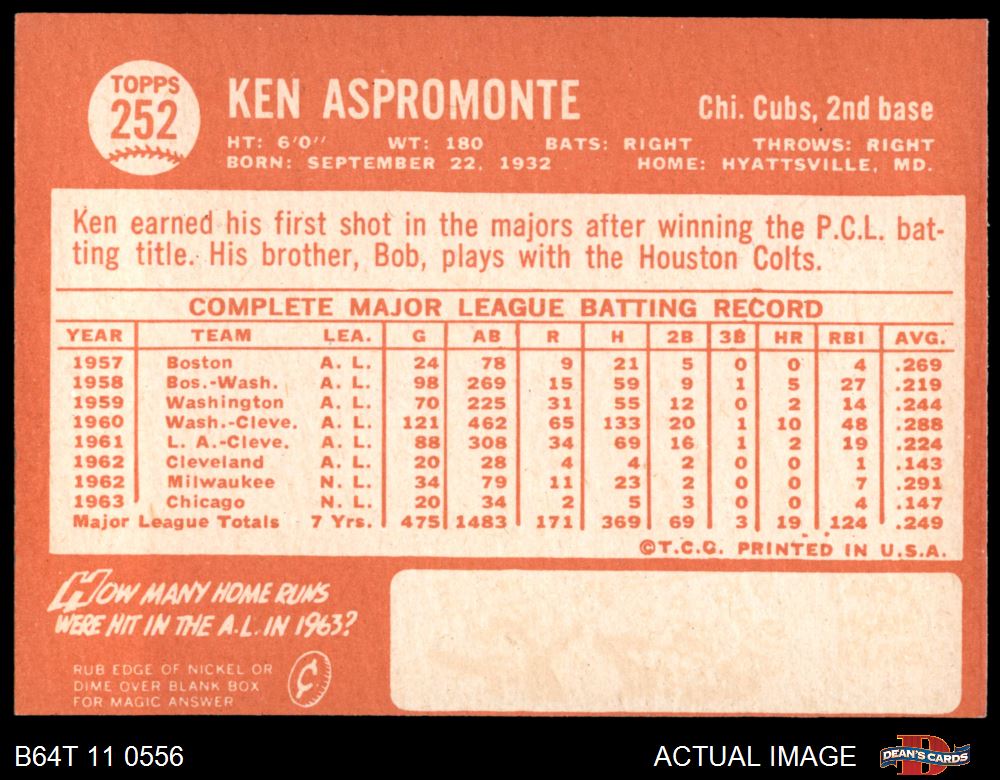 TOPPS
252
KEN ASPROMONTE
Chi. Cubs, 2nd base
HT: 6'0" WT: 180 BATS: RIGHT THROWS: RIGHT
BORN: SEPTEMBER 22, 1932 HOME: HYATTSVILLE, MD.
Ken earned his first shot in the majors after winning the P.C.L. bat-
ting title. His brother, Bob, plays with the Houston Colts.
COMPLETE MAJOR LEAGUE BATTING RECORD
YEAR TEAM LEA. G AB R H 2B 3B HR RBI AVG.
1957 Boston A. L. 24 78 9 21 5 0 0 4 .269
1958 Bos.-Wash. A. L. 98 269 15 59 9 1 5 27 .219
1959 Washington A. L. 70 225 31 55 12 0 2 14 .244
1960 Wash.-Cleve. A. L. 121 462 65 133 20 1 10 48 .288
1961 L. A.-Cleve. A. L. 88 308 34 69 16 1 2 19 .224
1962 Cleveland A. L. 20 28 4 4 2 0 0 1 .143
1962 Milwaukee N. L. 34 79 11 23 2 0 0 7 .291
1963 Chicago N. L. 20 34 2 5 3 0 0 4 .147
Major League Totals 7 Yrs. 475 1483 171 369 69 3 19 124 .249
©T.C.G. PRINTED IN U.S.A.
HOW MANY HOME RUNS
WERE HIT IN THE A.L. IN 1963?
RUB EDGE OF NICKEL OR
DIME OVER BLANK BOX
FOR MAGIC ANSWER
B64T 11 0556
ACTUAL IMAGE
DEAN'S CARDS